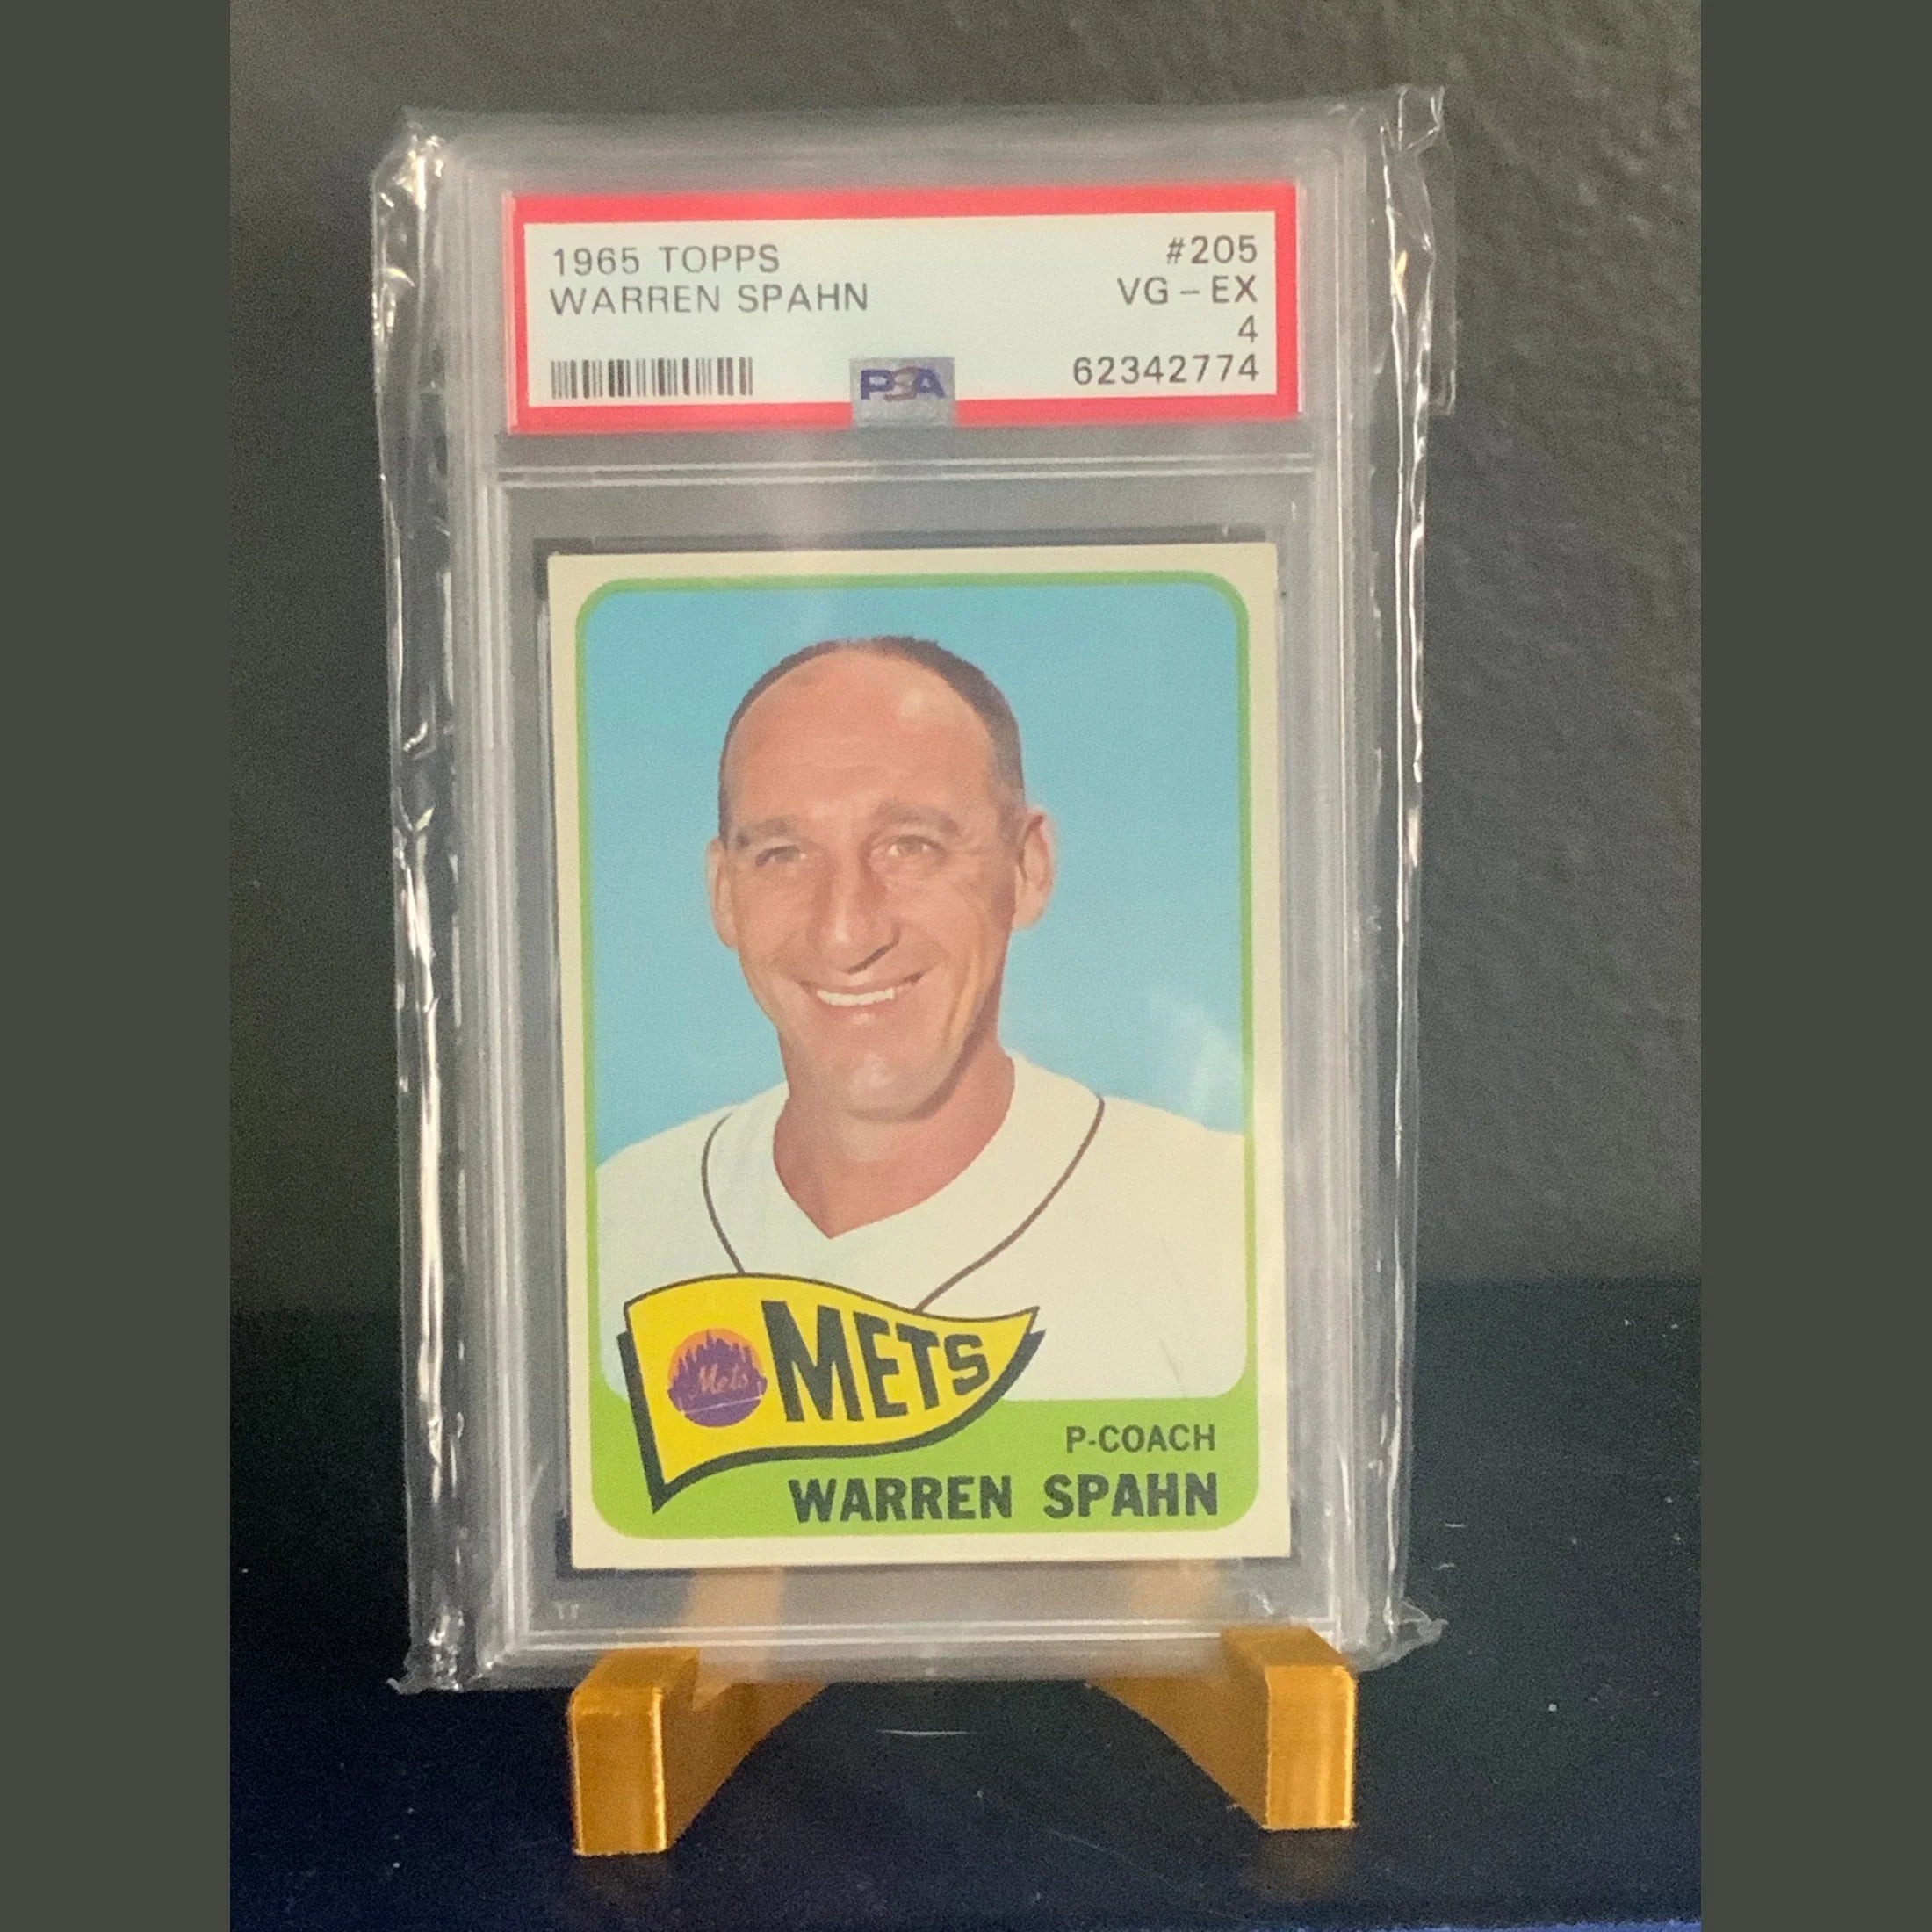 1965 TOPPS
#205
WARREN SPAHN
VG - EX
4
62342774
PSA
Mets
METS
P-COACH
WARREN SPAHN